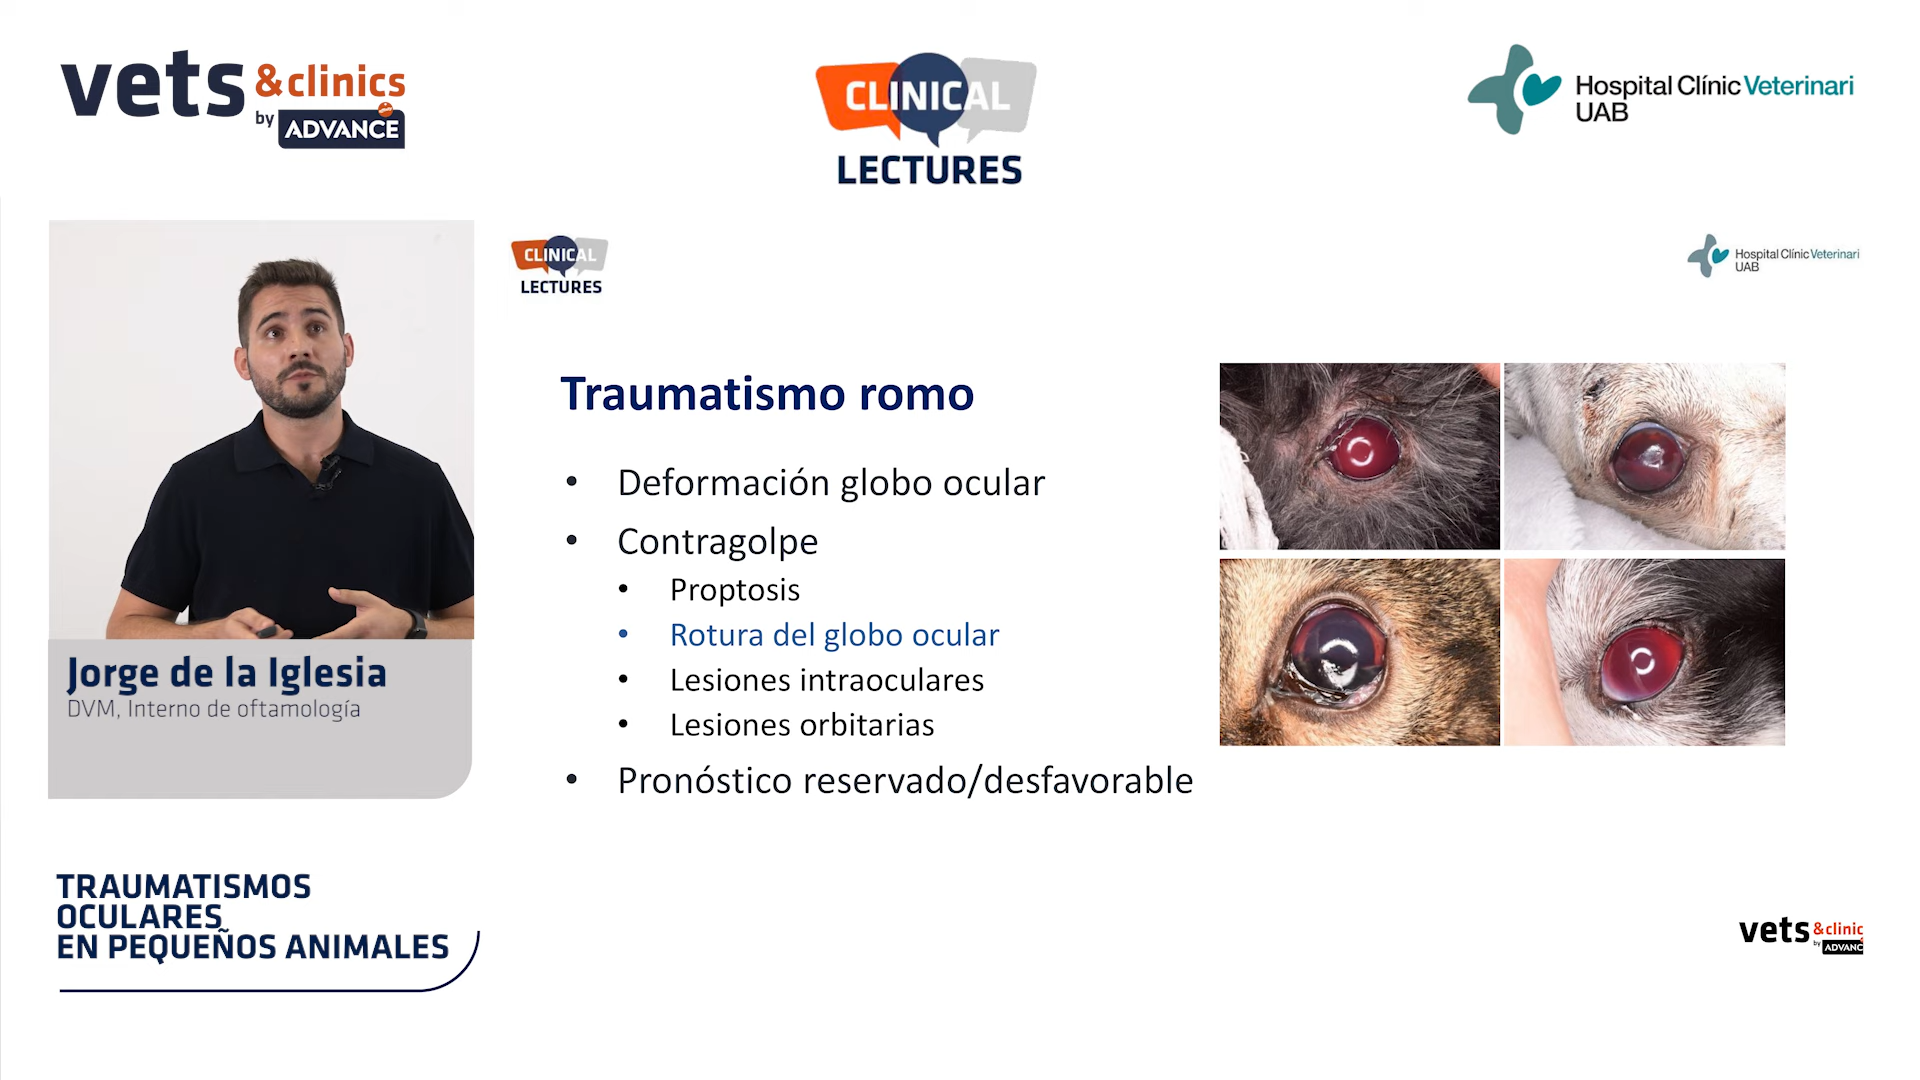 vets &clinics
by ADVANCE
CLINICAL
LECTURES
Hospital Clínic Veterinari
UAB
CLINICAL
LECTURES
Hospital Clínic Veterinari
UAB
Traumatismo romo
• Deformación globo ocular
• Contragolpe
• Proptosis
• Rotura del globo ocular
• Lesiones intraoculares
• Lesiones orbitarias
• Pronóstico reservado/desfavorable
Jorge de la Iglesia
DVM, Interno de oftamología
TRAUMATISMOS
OCULARES
EN PEQUEÑOS ANIMALES
vets &clinic
by ADVANC